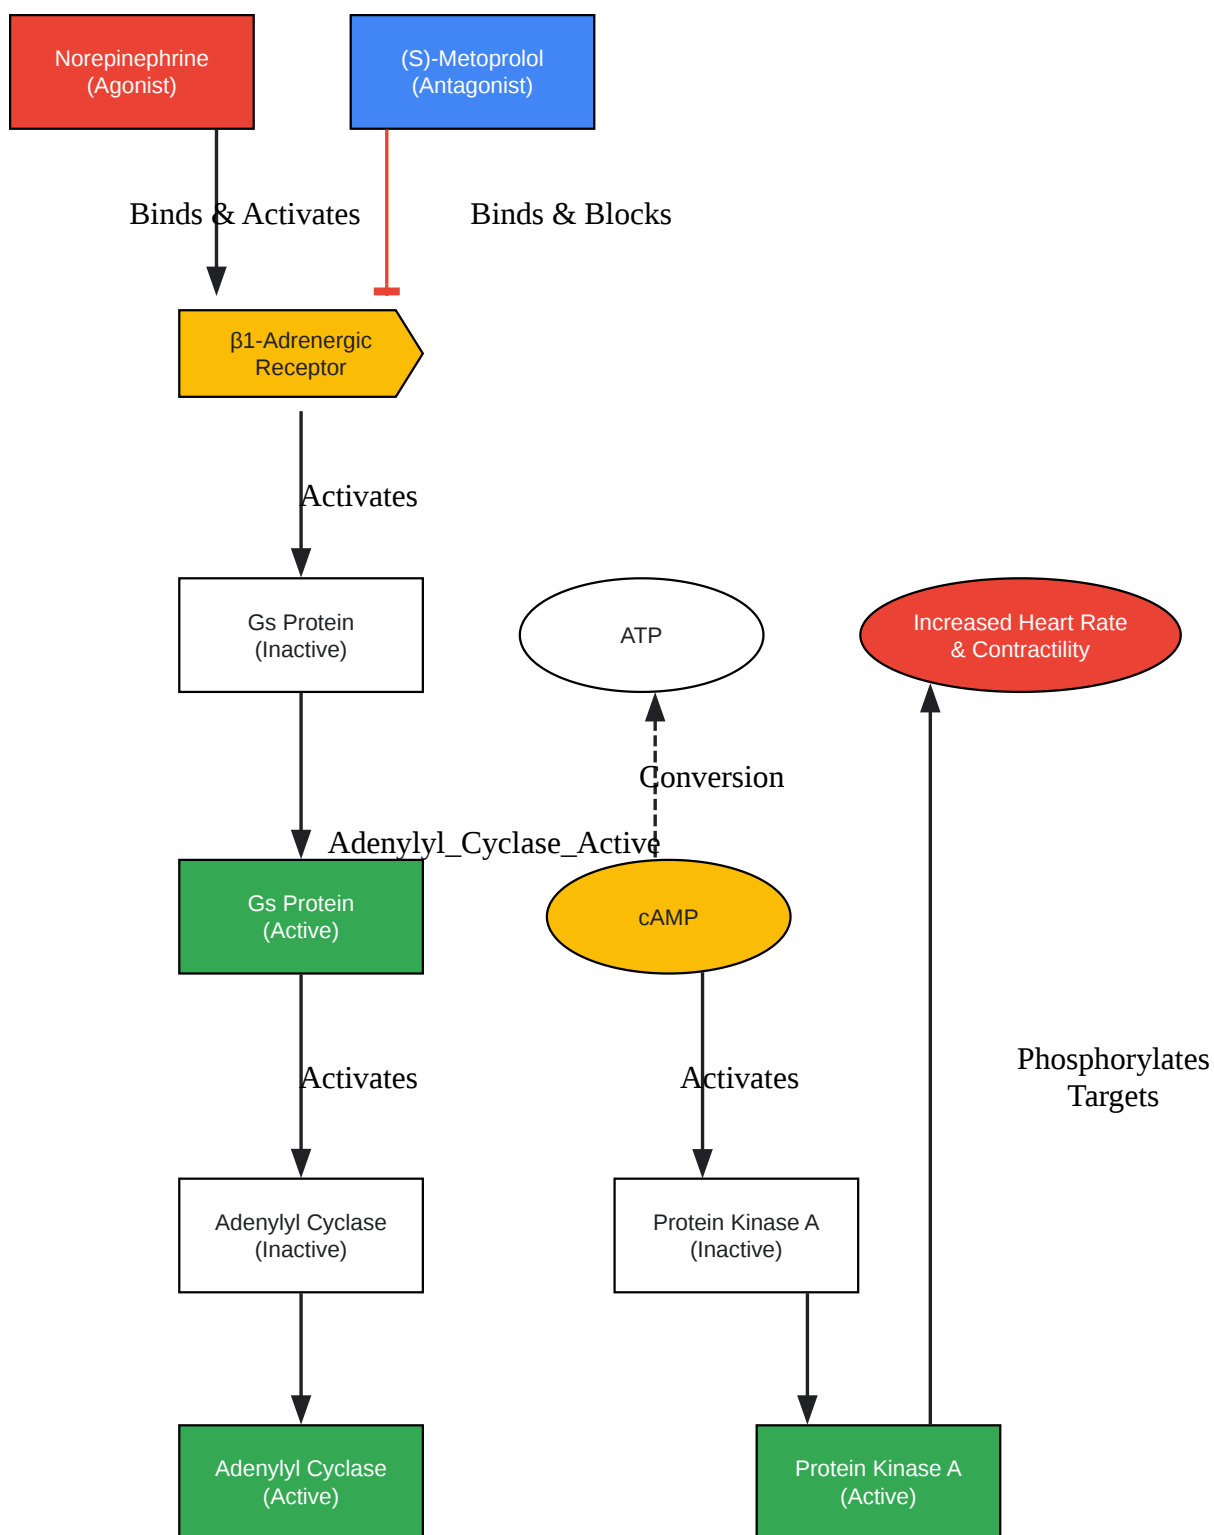 Norepinephrine
(Agonist)
(S)-Metoprolol
(Antagonist)
Binds & Activates
Binds & Blocks
β1-Adrenergic
Receptor
Activates
Gs Protein
(Inactive)
ATP
Increased Heart Rate
& Contractility
Conversion
Adenylyl_Cyclase_Active
Gs Protein
(Active)
cAMP
Activates
Activates
Phosphorylates
Targets
Adenylyl Cyclase
(Inactive)
Protein Kinase A
(Inactive)
Adenylyl Cyclase
(Active)
Protein Kinase A
(Active)